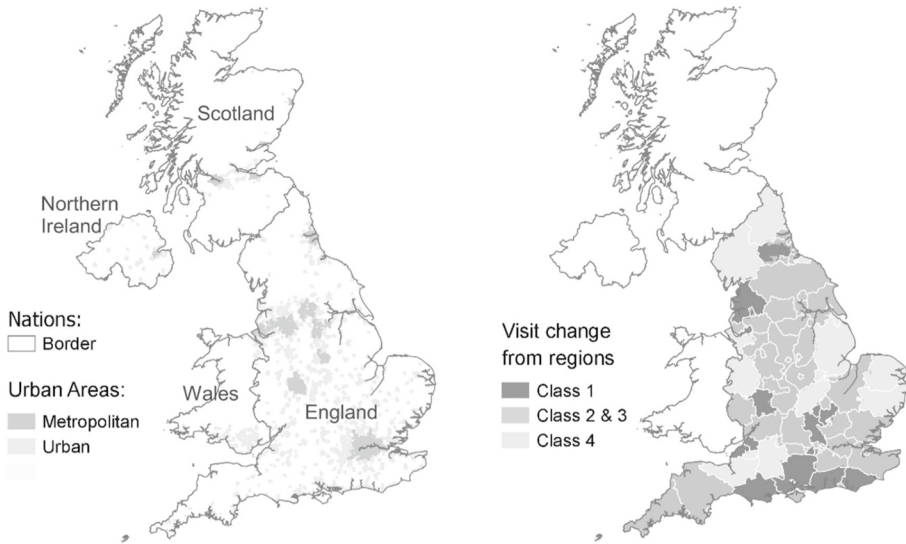 Scotland
Northern
Ireland
Nations:
Border
Urban Areas:
Metropolitan
Urban
Wales
England
Visit change
from regions
Class 1
Class 2 & 3
Class 4